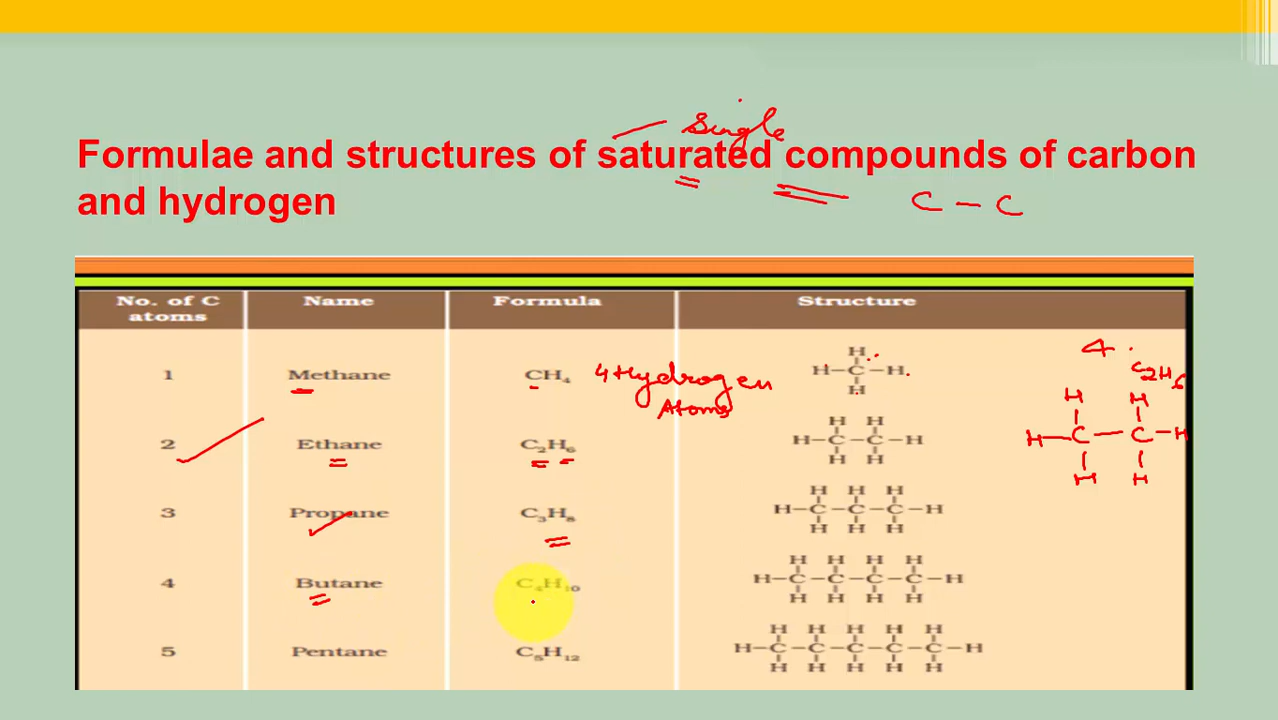 single
Formulae and structures of saturated compounds of carbon
and hydrogen
C - C
No. of C atoms Name Formula Structure
1 Methane CH₄ 4 Hydrogen Atoms
H
H–C–H
H
4
C₂H₆
2 Ethane C₂H₆
H H
H–C–C–H
H H
H H
H–C–C–H
H H
3 Propane C₃H₈
H H H
H–C–C–C–H
H H H
4 Butane C₄H₁₀
H H H H
H–C–C–C–C–H
H H H H
5 Pentane C₅H₁₂
H H H H H
H–C–C–C–C–C–H
H H H H H